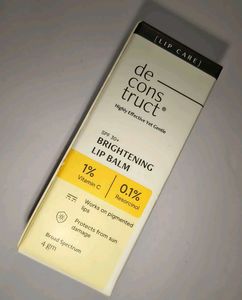 [LIP CARE]
de
cons
truct®
Highly Effective Yet Gentle
SPF 30+
BRIGHTENING
LIP BALM
1%
Vitamin C
0.1%
Resorcinol
Works on pigmented
lips
Protects from sun
damage
Broad Spectrum
4 gm